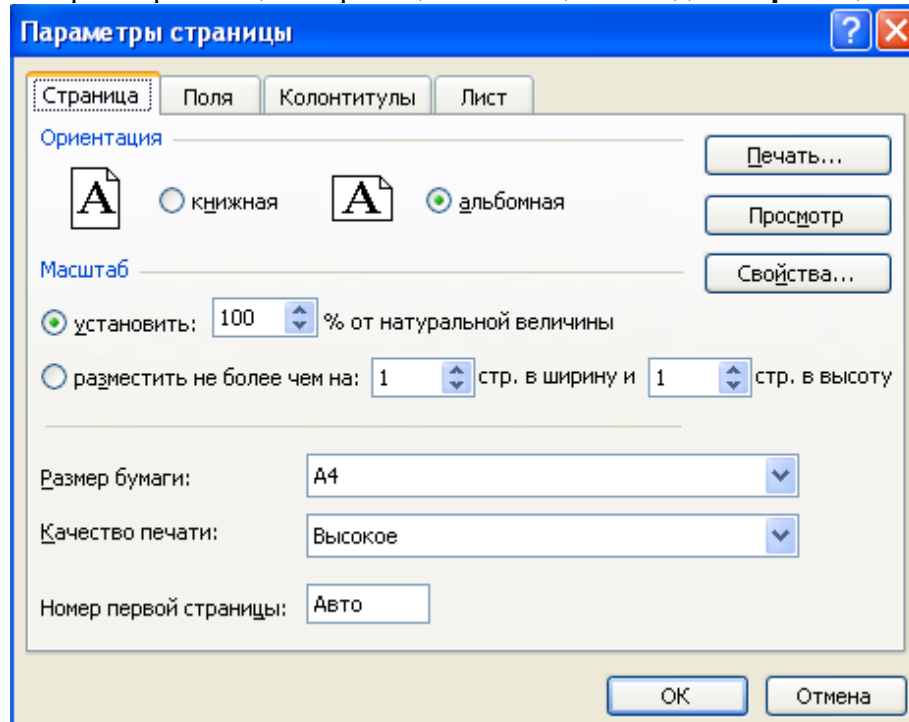 Параметры страницы
Страница Поля Колонтитулы Лист
Ориентация
A книжная A альбомная
Печать...
Просмотр
Масштаб
Свойства...
установить: 100 % от натуральной величины
разместить не более чем на: 1 стр. в ширину и 1 стр. в высоту
Размер бумаги: A4
Качество печати: Высокое
Номер первой страницы: Авто
ОК Отмена